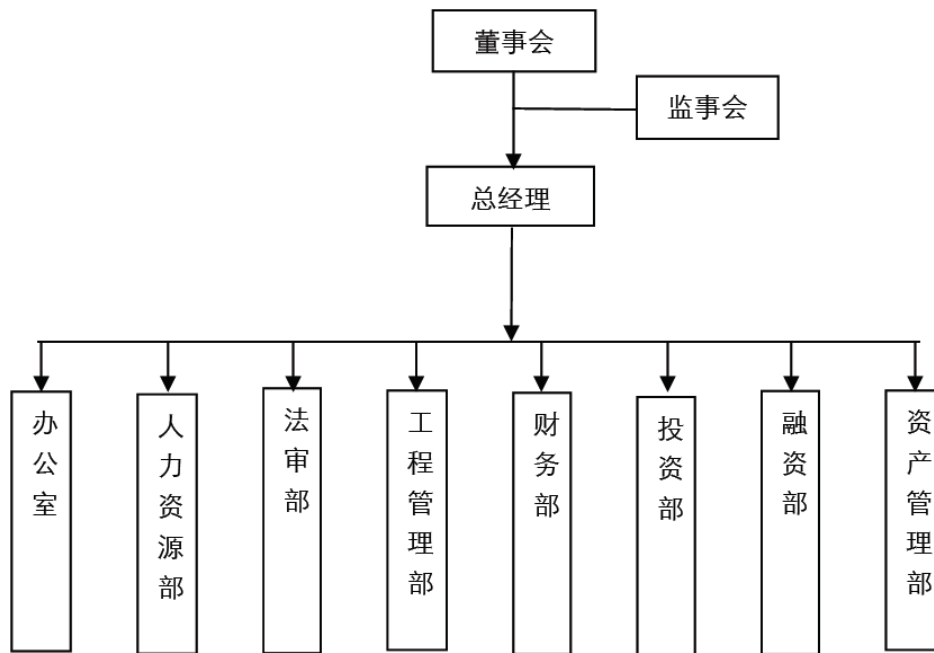 董事会
监事会
总经理
办公室
人力资源部
法审部
工程管理部
财务部
投资部
融资部
资产管理部